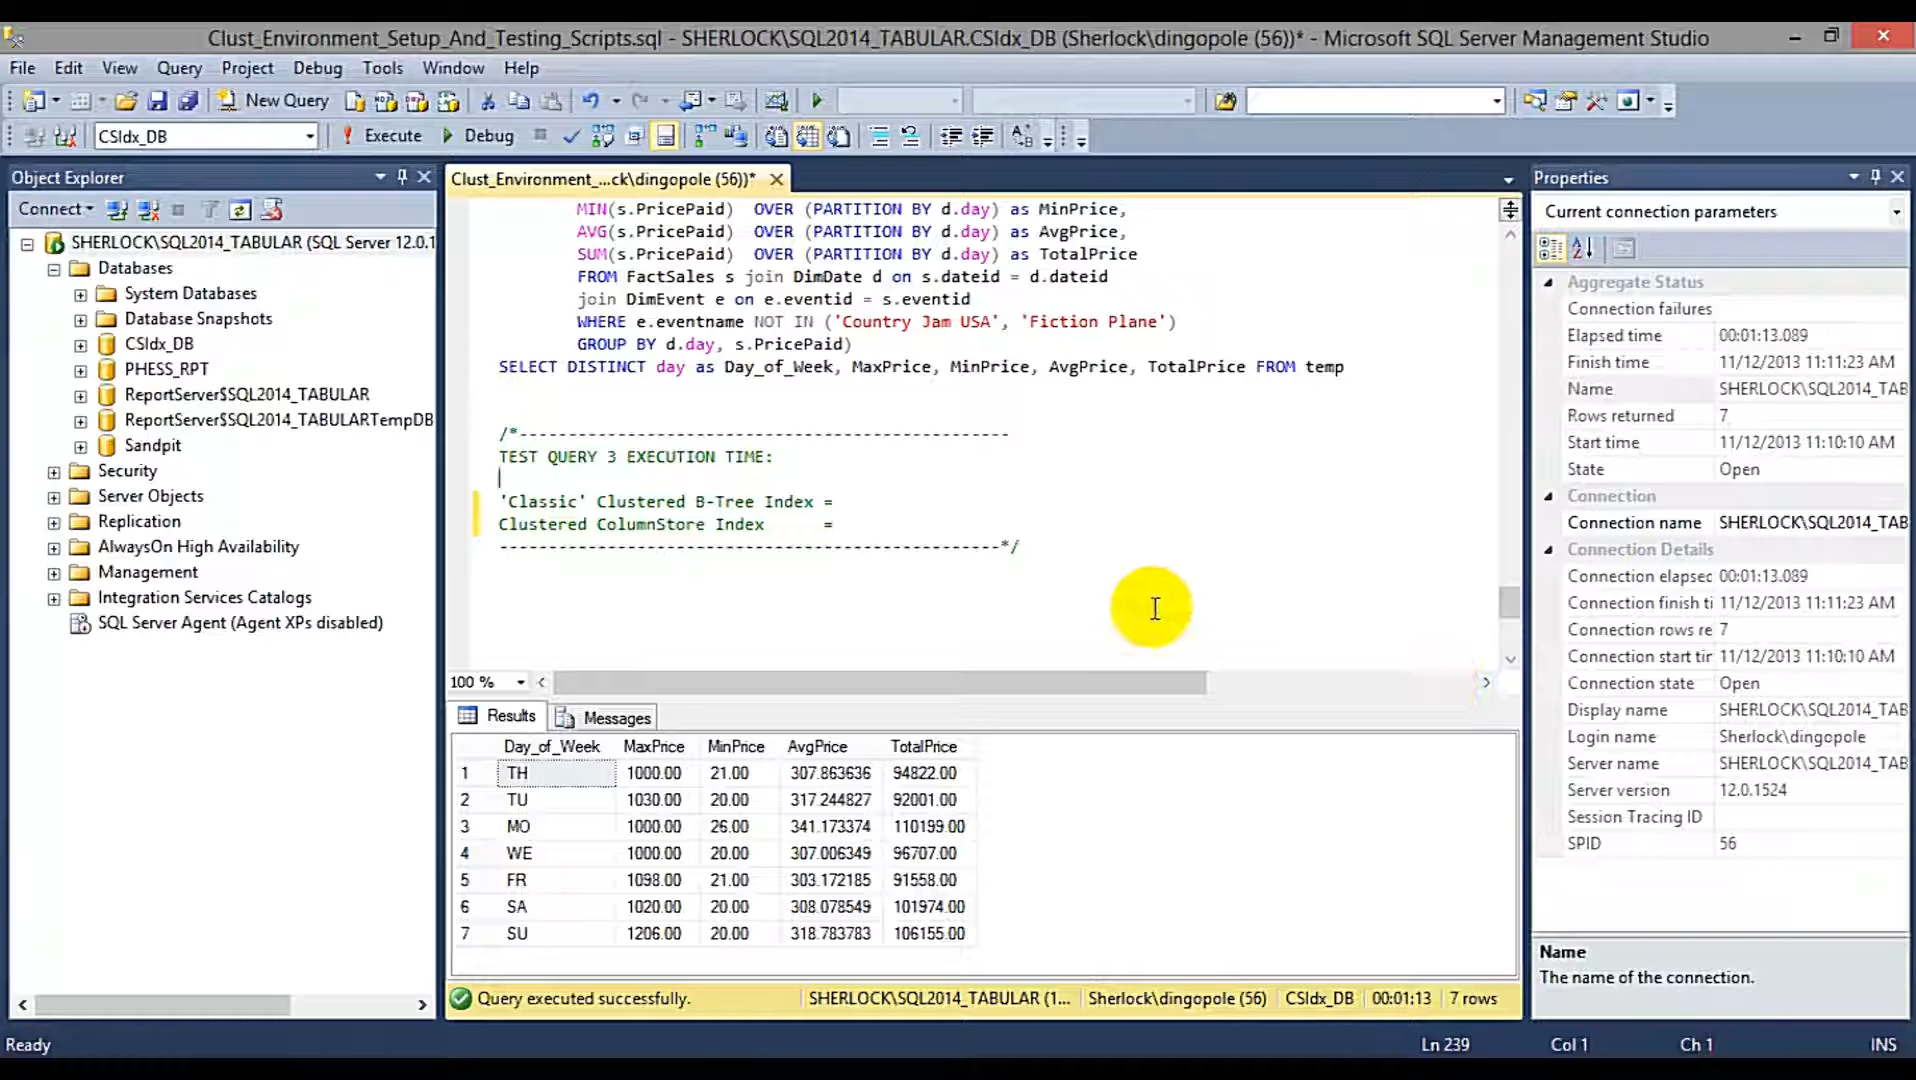 Clust_Environment_Setup_And_Testing_Scripts.sql - SHERLOCK\SQL2014_TABULAR.CSIdx_DB (Sherlock\dingopole (56))* - Microsoft SQL Server Management Studio
File Edit View Query Project Debug Tools Window Help
New Query
CSIdx_DB Execute Debug
Object Explorer
Connect
SHERLOCK\SQL2014_TABULAR (SQL Server 12.0.1
Databases
System Databases
Database Snapshots
CSIdx_DB
PHESS_RPT
ReportServer$SQL2014_TABULAR
ReportServer$SQL2014_TABULARTempDB
Sandpit
Security
Server Objects
Replication
AlwaysOn High Availability
Management
Integration Services Catalogs
SQL Server Agent (Agent XPs disabled)
Clust_Environment_...ck\dingopole (56))*
MIN(s.PricePaid) OVER (PARTITION BY d.day) as MinPrice,
AVG(s.PricePaid) OVER (PARTITION BY d.day) as AvgPrice,
SUM(s.PricePaid) OVER (PARTITION BY d.day) as TotalPrice
FROM FactSales s join DimDate d on s.dateid = d.dateid
join DimEvent e on e.eventid = s.eventid
WHERE e.eventname NOT IN ('Country Jam USA', 'Fiction Plane')
GROUP BY d.day, s.PricePaid)
SELECT DISTINCT day as Day_of_Week, MaxPrice, MinPrice, AvgPrice, TotalPrice FROM temp
/*--------------------------------------------------
TEST QUERY 3 EXECUTION TIME:
'Classic' Clustered B-Tree Index =
Clustered ColumnStore Index =
---------------------------------------------------*/
100 %
Results Messages
Day_of_Week MaxPrice MinPrice AvgPrice TotalPrice
1 TH 1000.00 21.00 307.863636 94822.00
2 TU 1030.00 20.00 317.244827 92001.00
3 MO 1000.00 26.00 341.173374 110199.00
4 WE 1000.00 20.00 307.006349 96707.00
5 FR 1098.00 21.00 303.172185 91558.00
6 SA 1020.00 20.00 308.078549 101974.00
7 SU 1206.00 20.00 318.783783 106155.00
Query executed successfully. SHERLOCK\SQL2014_TABULAR (1... Sherlock\dingopole (56) CSIdx_DB 00:01:13 7 rows
Properties
Current connection parameters
Aggregate Status
Connection failures
Elapsed time 00:01:13.089
Finish time 11/12/2013 11:11:23 AM
Name SHERLOCK\SQL2014_TAB
Rows returned 7
Start time 11/12/2013 11:10:10 AM
State Open
Connection
Connection name SHERLOCK\SQL2014_TAB
Connection Details
Connection elapsed 00:01:13.089
Connection finish ti 11/12/2013 11:11:23 AM
Connection rows re 7
Connection start tir 11/12/2013 11:10:10 AM
Connection state Open
Display name SHERLOCK\SQL2014_TAB
Login name Sherlock\dingopole
Server name SHERLOCK\SQL2014_TAB
Server version 12.0.1524
Session Tracing ID
SPID 56
Name
The name of the connection.
Ready Ln 239 Col 1 Ch 1 INS